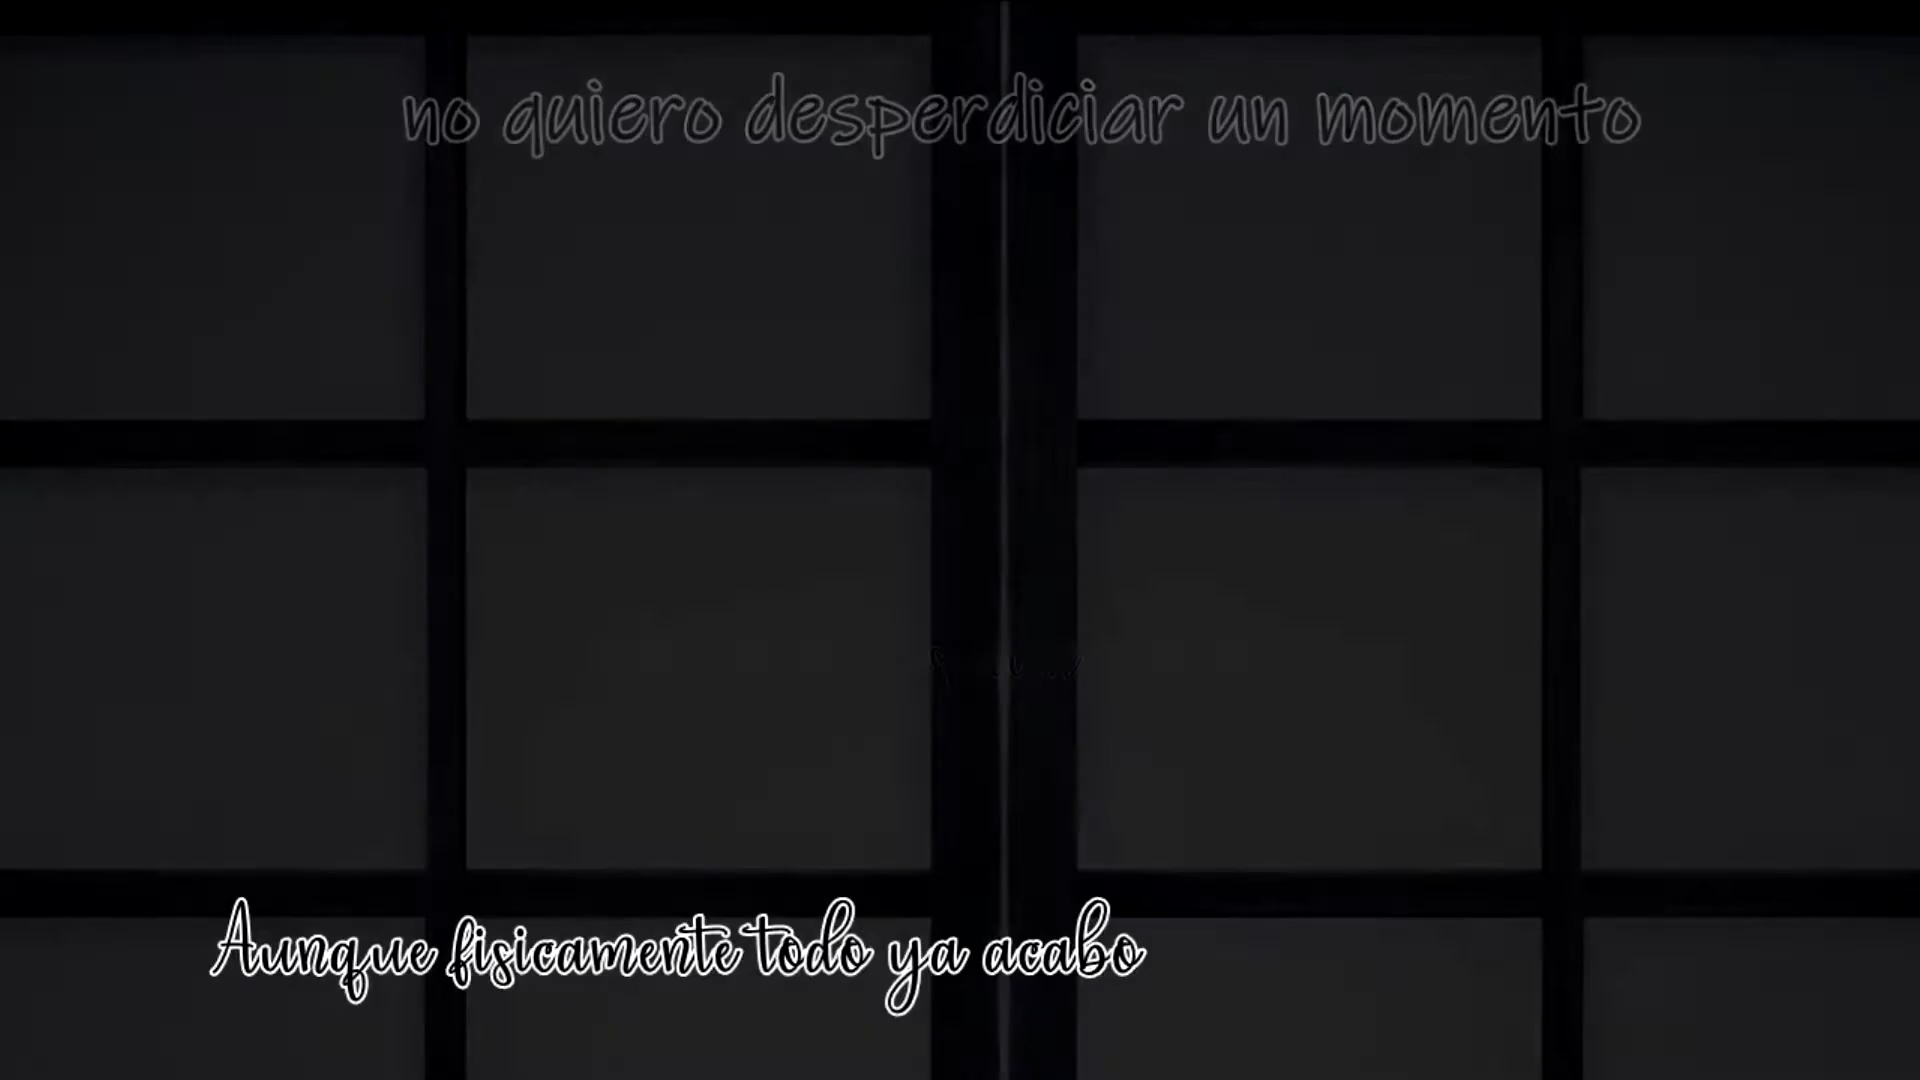 no quiero desperdiciar un momento
Aunque fisicamente todo ya acabo